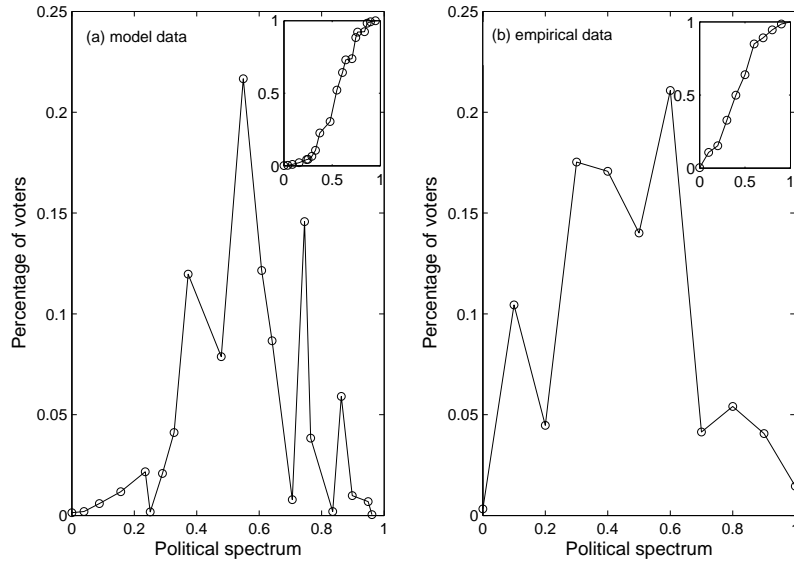 (a) model data
0.25
0.2
0.15
0.1
0.05
0
Percentage of voters
0 0.2 0.4 0.6 0.8 1
Political spectrum
1
0.5
0
0 0.5 1
(b) empirical data
0.25
0.2
0.15
0.1
0.05
0
Percentage of voters
0 0.2 0.4 0.6 0.8 1
Political spectrum
1
0.5
0
0 0.5 1